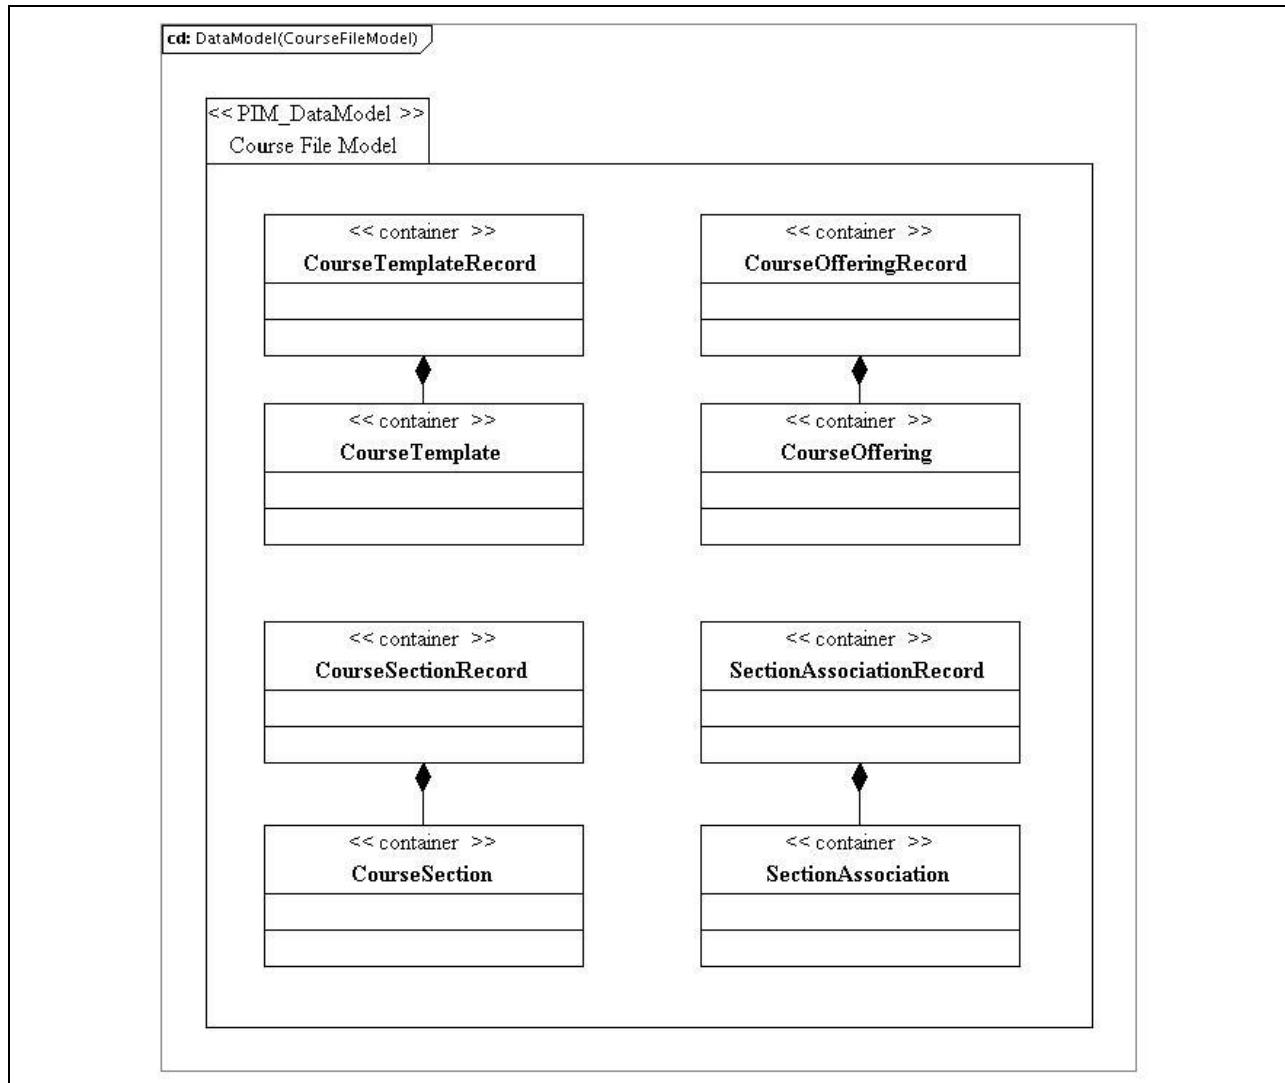 cd: DataModel(CourseFileModel)
<< PIM_DataModel >>
Course File Model
<< container >>
CourseTemplateRecord
<< container >>
CourseOfferingRecord
<< container >>
CourseTemplate
<< container >>
CourseOffering
<< container >>
CourseSectionRecord
<< container >>
SectionAssociationRecord
<< container >>
CourseSection
<< container >>
SectionAssociation